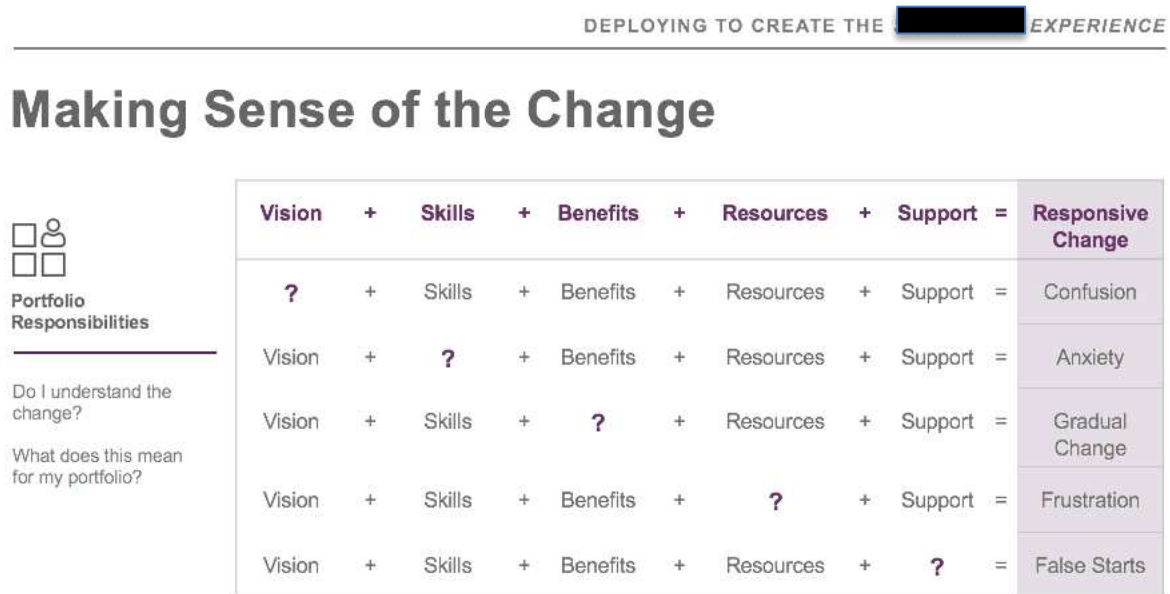 DEPLOYING TO CREATE THE EXPERIENCE
Making Sense of the Change
Portfolio
Responsibilities
Do I understand the
change?
What does this mean
for my portfolio?
Vision + Skills + Benefits + Resources + Support = Responsive
Change
? + Skills + Benefits + Resources + Support = Confusion
Vision + ? + Benefits + Resources + Support = Anxiety
Vision + Skills + ? + Resources + Support = Gradual
Change
Vision + Skills + Benefits + ? + Support = Frustration
Vision + Skills + Benefits + Resources + ? = False Starts